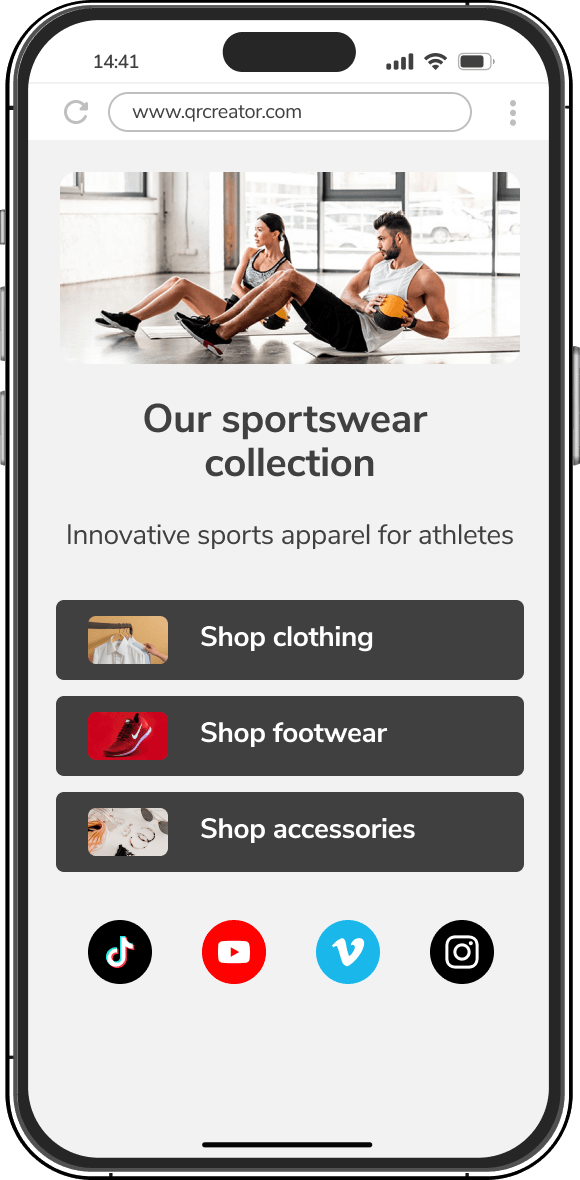 14:41
www.qrcreator.com
Our sportswear
collection
Innovative sports apparel for athletes
Shop clothing
Shop footwear
Shop accessories